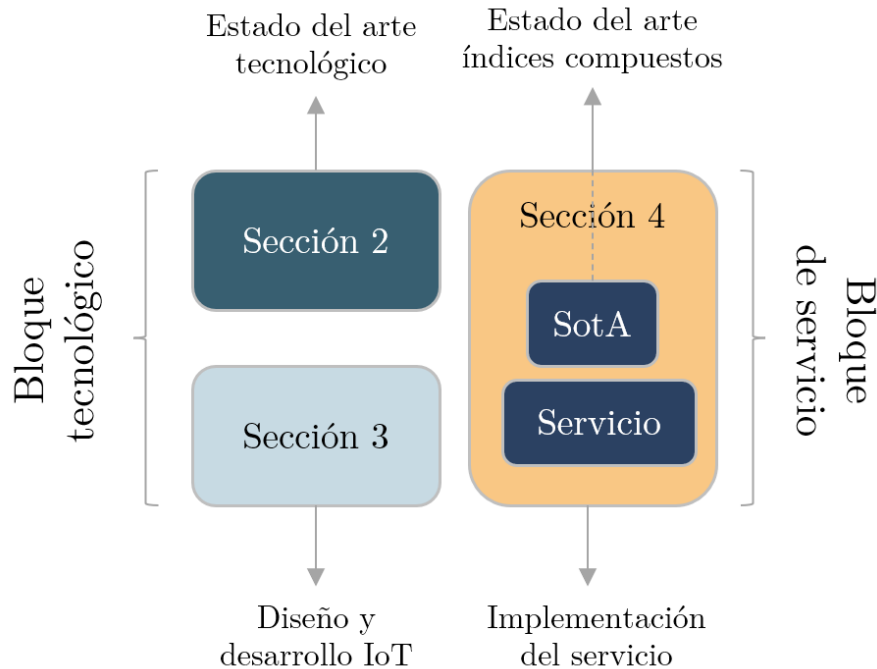 Estado del arte
tecnológico
Estado del arte
índices compuestos
Bloque
tecnológico
Sección 2
Sección 3
Sección 4
SotA
Servicio
Bloque
de servicio
Diseño y
desarrollo IoT
Implementación
del servicio